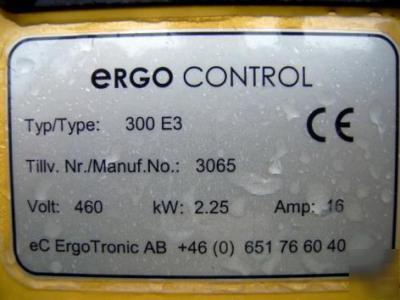 eRGO CONTROL
Typ/Type: 300 E3
CE
Tillv. Nr./Manuf.No.: 3065
Volt: 460 kW: 2.25 Amp: 16
eC ErgoTronic AB +46 (0) 651 76 60 40